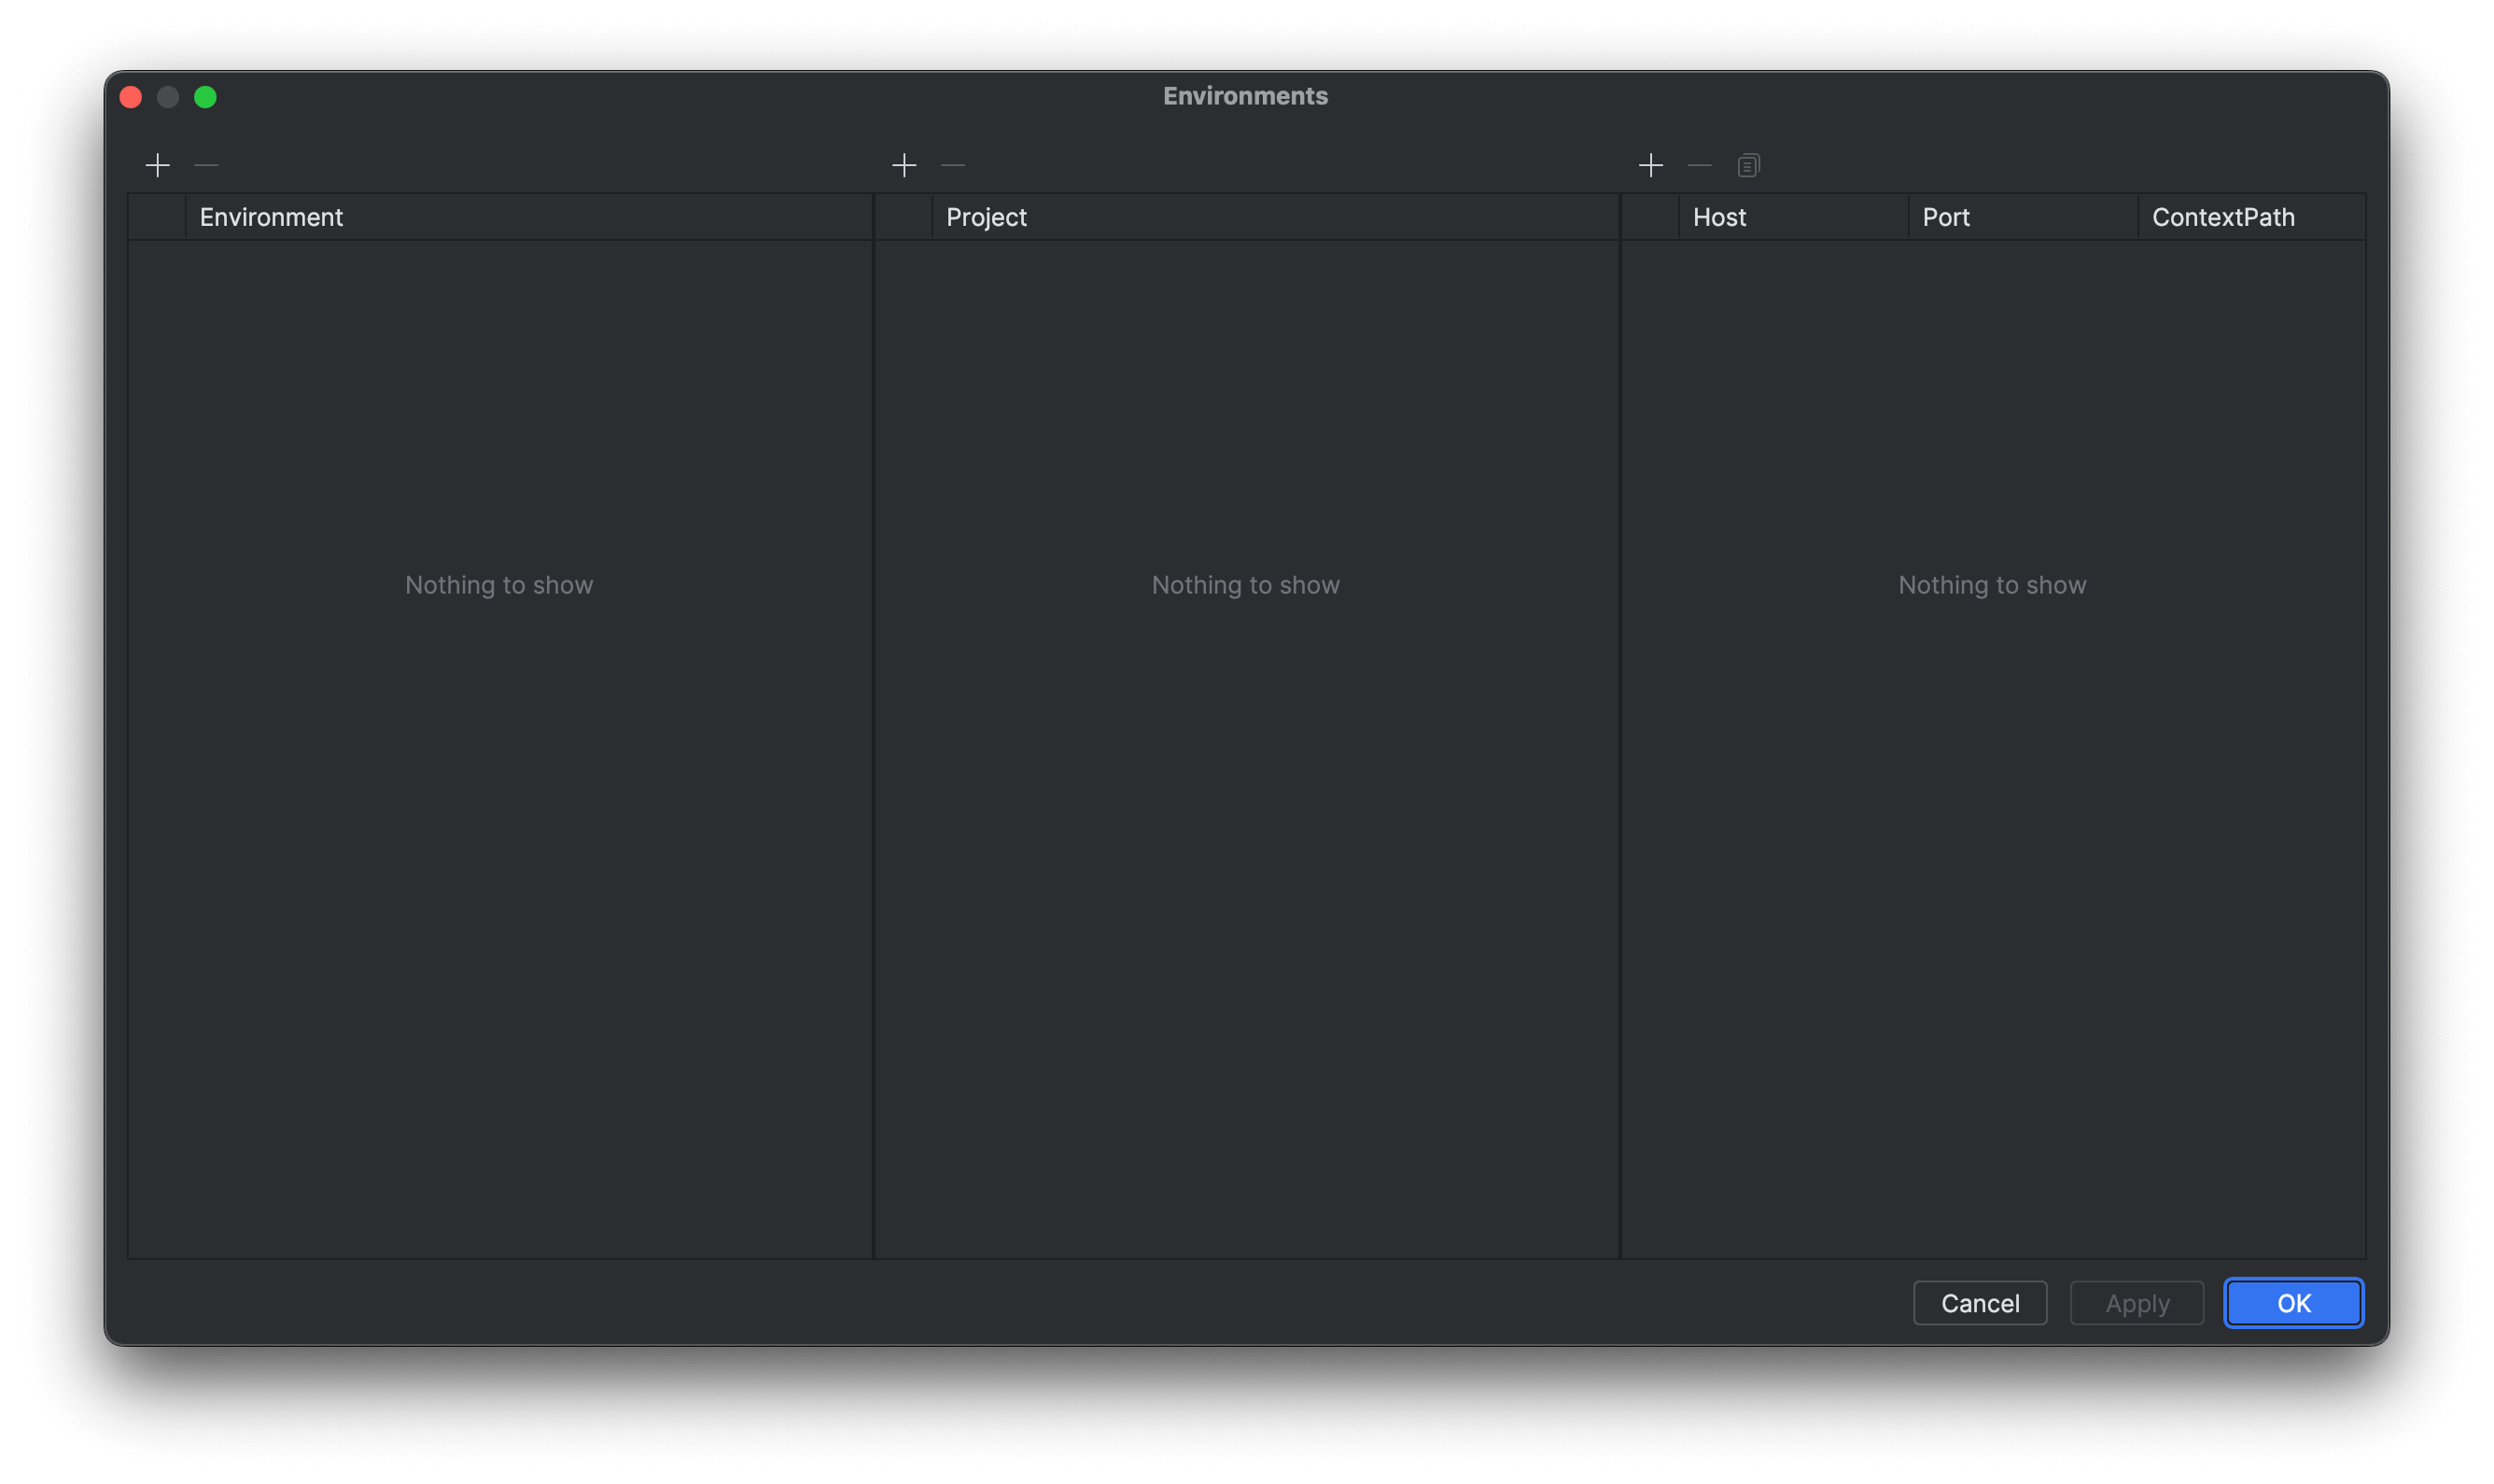 Environments
Environment Project Host Port ContextPath
Nothing to show Nothing to show Nothing to show
Cancel Apply OK